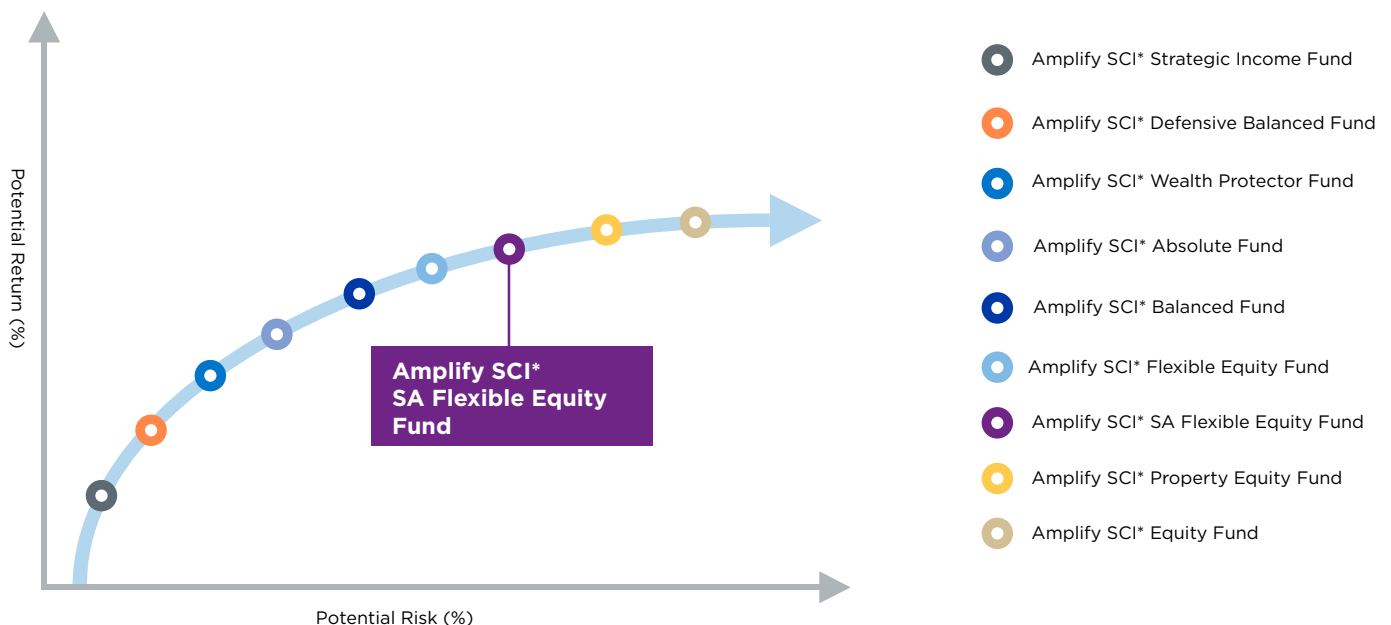 Potential Return (%)
Amplify SCI*
SA Flexible Equity
Fund
Potential Risk (%)
Amplify SCI* Strategic Income Fund
Amplify SCI* Defensive Balanced Fund
Amplify SCI* Wealth Protector Fund
Amplify SCI* Absolute Fund
Amplify SCI* Balanced Fund
Amplify SCI* Flexible Equity Fund
Amplify SCI* SA Flexible Equity Fund
Amplify SCI* Property Equity Fund
Amplify SCI* Equity Fund